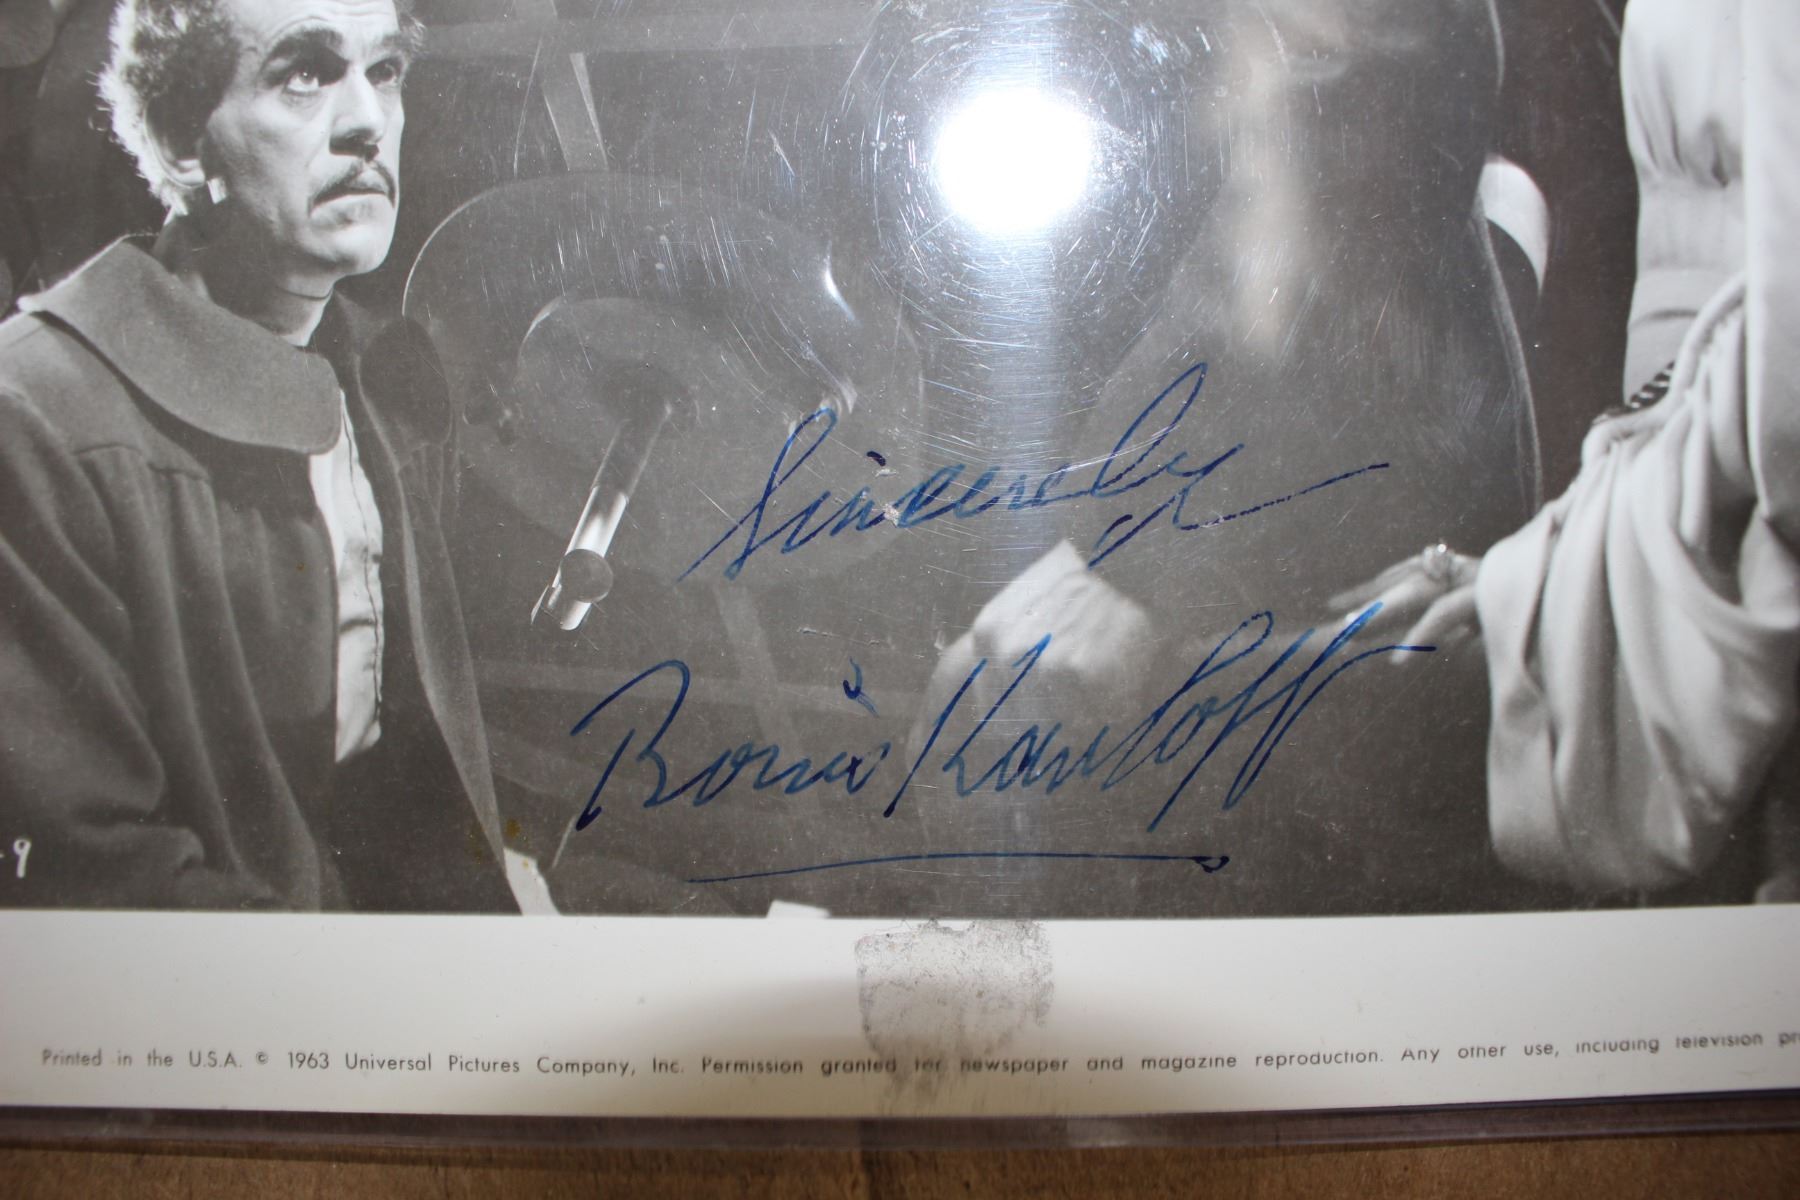 Sincerely
Boris Karloff
-9
Printed in the U.S.A. © 1963 Universal Pictures Company, Inc. Permission granted for newspaper and magazine reproduction. Any other use, including television